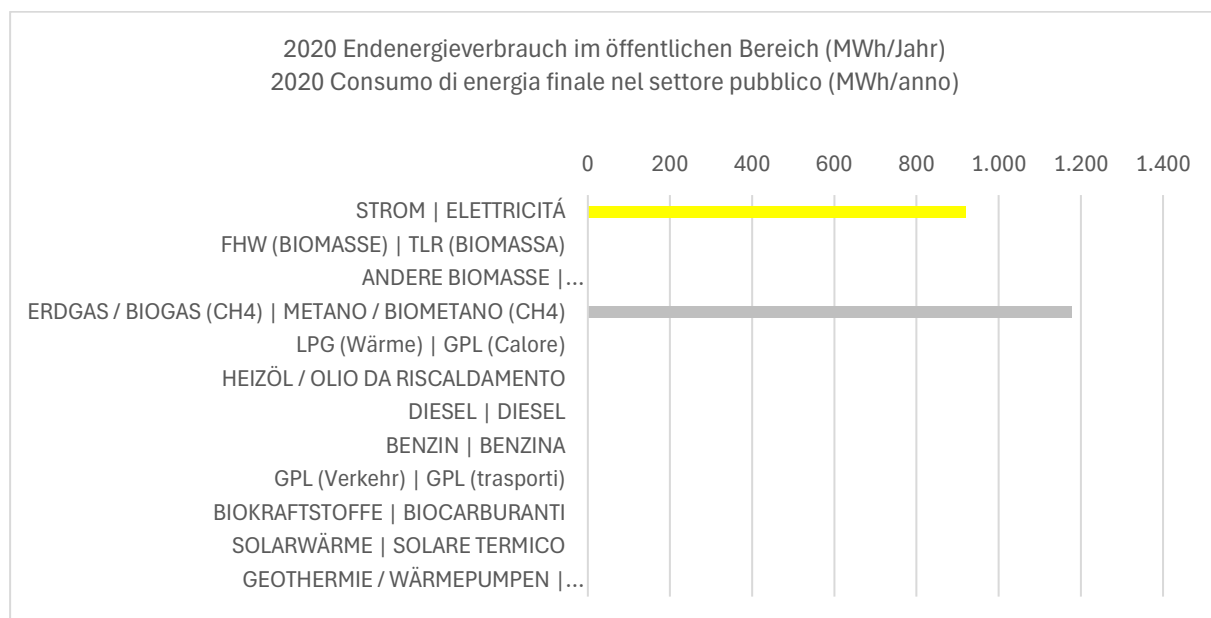 2020 Endenergieverbrauch im öffentlichen Bereich (MWh/Jahr)
2020 Consumo di energia finale nel settore pubblico (MWh/anno)
0 200 400 600 800 1.000 1.200 1.400
STROM | ELETTRICITÁ
FHW (BIOMASSE) | TLR (BIOMASSA)
ANDERE BIOMASSE |...
ERDGAS / BIOGAS (CH4) | METANO / BIOMETANO (CH4)
LPG (Wärme) | GPL (Calore)
HEIZÖL / OLIO DA RISCALDAMENTO
DIESEL | DIESEL
BENZIN | BENZINA
GPL (Verkehr) | GPL (trasporti)
BIOKRAFTSTOFFE | BIOCARBURANTI
SOLARWÄRME | SOLARE TERMICO
GEOTHERMIE / WÄRMEPUMPEN |...